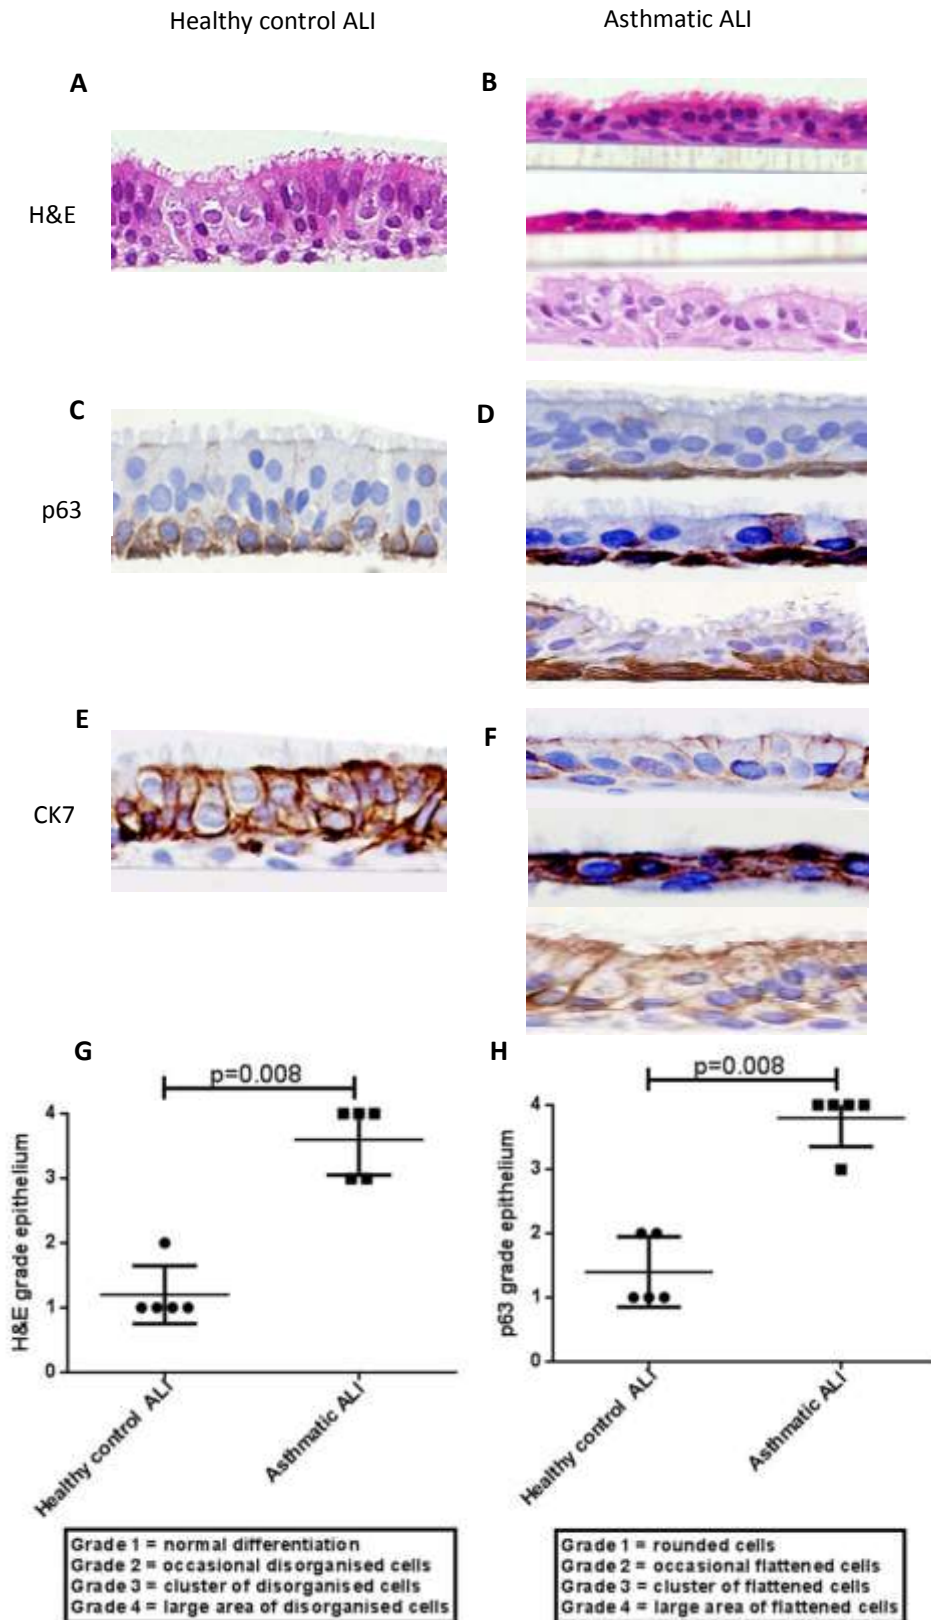 Healthy control ALI
Asthmatic ALI
A
B
H&E
C
D
p63
E
F
CK7
G
H
p=0.008
p=0.008
H&E grade epithelium
4
3
2
1
0
Healthy control ALI
Asthmatic ALI
p63 grade epithelium
4
3
2
1
0
Healthy control ALI
Asthmatic ALI
Grade 1 = normal differentiation
Grade 2 = occasional disorganised cells
Grade 3 = cluster of disorganised cells
Grade 4 = large area of disorganised cells
Grade 1 = rounded cells
Grade 2 = occasional flattened cells
Grade 3 = cluster of flattened cells
Grade 4 = large area of flattened cells